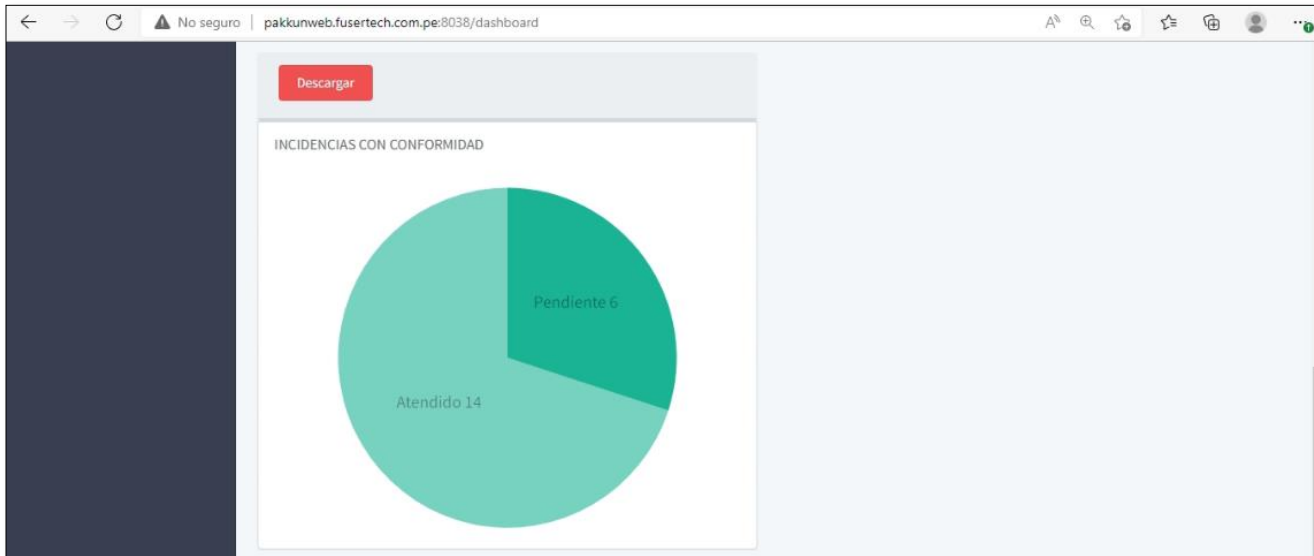 No seguro | pakkunweb.fusertech.com.pe:8038/dashboard
Descargar
INCIDENCIAS CON CONFORMIDAD
Pendiente 6
Atendido 14